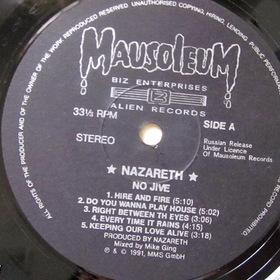 ALL RIGHTS OF THE PRODUCER AND OF THE OWNER OF THE WORK REPRODUCED RESERVED UNAUTHORISED COPYING, HIRING, LENDING, PUBLIC PERFORMANCE
MAUSOLEUM
BIZ ENTERPRISES
ALIEN RECORDS
33⅓ RPM
SIDE A
STEREO
Russian Release
Under Licence
Of Mausoleum Records
★ NAZARETH ★
NO JIVE
1. HIRE AND FIRE (5:10)
2. DO YOU WANNA PLAY HOUSE (5:02)
3. RIGHT BETWEEN TH EYES (5:03)
4. EVERY TIME IT RAINS (4:10)
5. KEEPING OUR LOVE ALIVE (3:18)
PRODUCED BY NAZARETH
Mixed by Mike Ging
℗ & © 1991, MMS GmbH